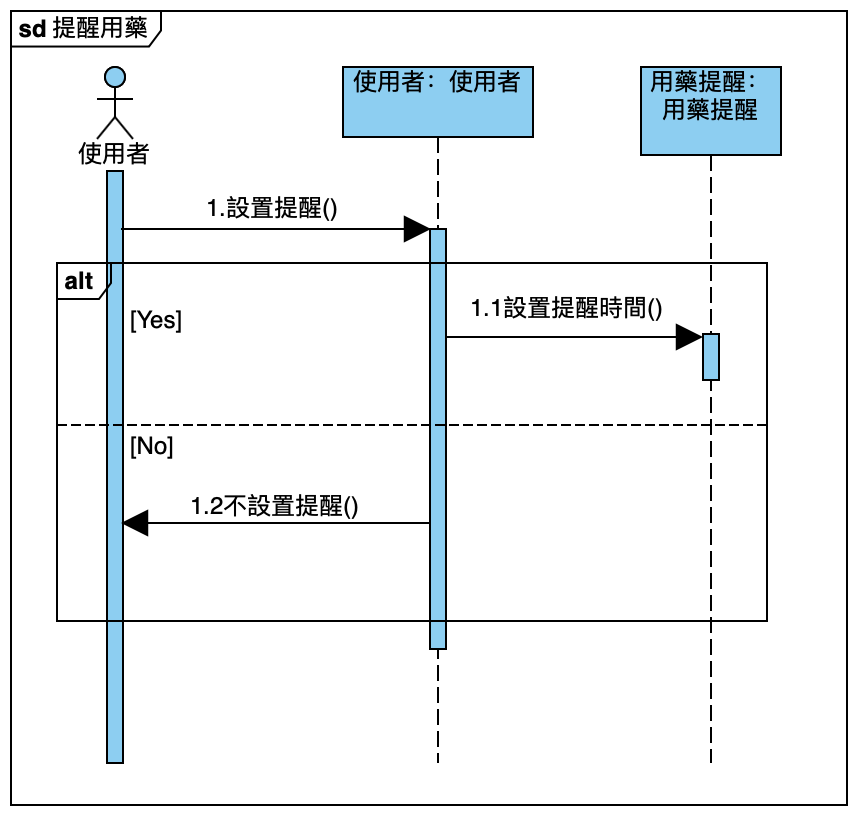 sd 提醒用藥
使用者
使用者：使用者
用藥提醒：
用藥提醒
1.設置提醒()
alt
[Yes]
1.1設置提醒時間()
[No]
1.2不設置提醒()